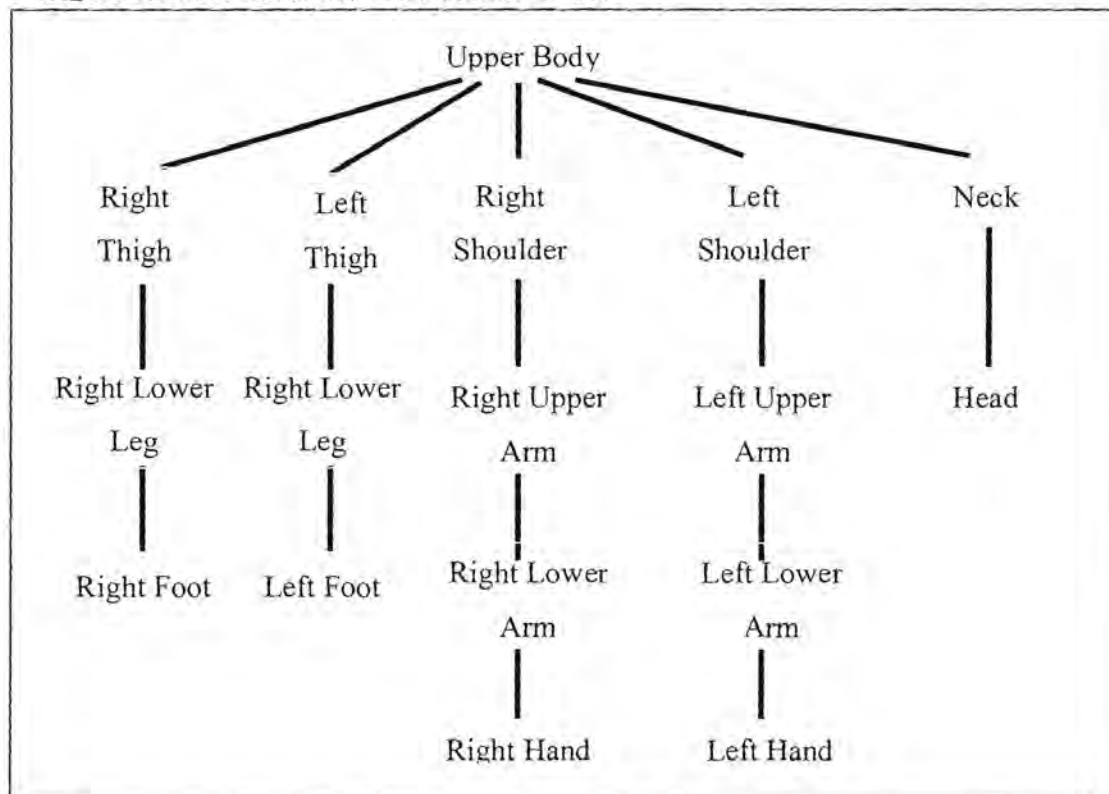 Upper Body
Right Left Right Left Neck
Thigh Thigh Shoulder Shoulder
Right Lower Right Lower Right Upper Left Upper Head
Leg Leg Arm Arm
Right Foot Left Foot Right Lower Left Lower
Arm Arm
Right Hand Left Hand